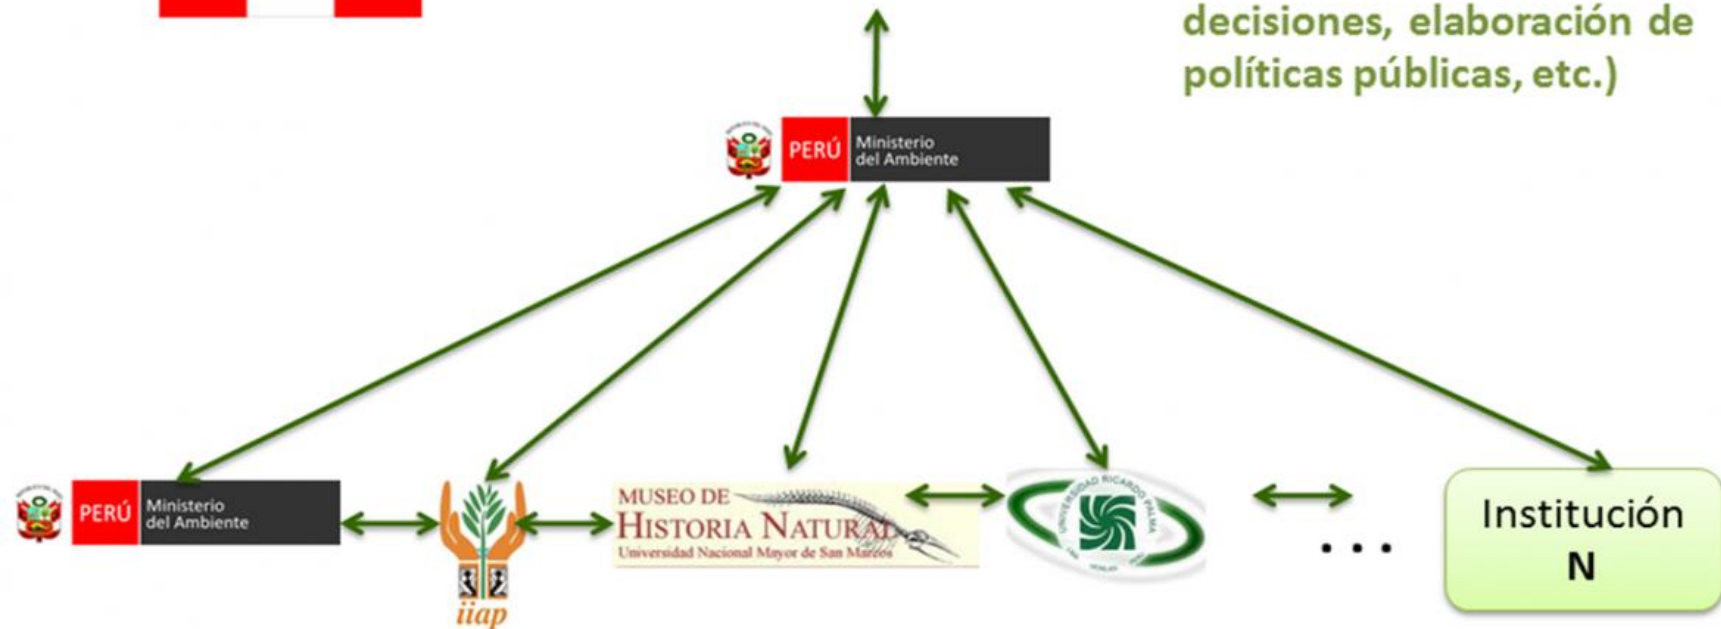 decisiones, elaboración de
políticas públicas, etc.)
PERÚ
Ministerio
del Ambiente
PERÚ
Ministerio
del Ambiente
iiap
MUSEO DE
HISTORIA NATURAL
Universidad Nacional Mayor de San Marcos
UNIVERSIDAD RICARDO PALMA
...
Institución
N